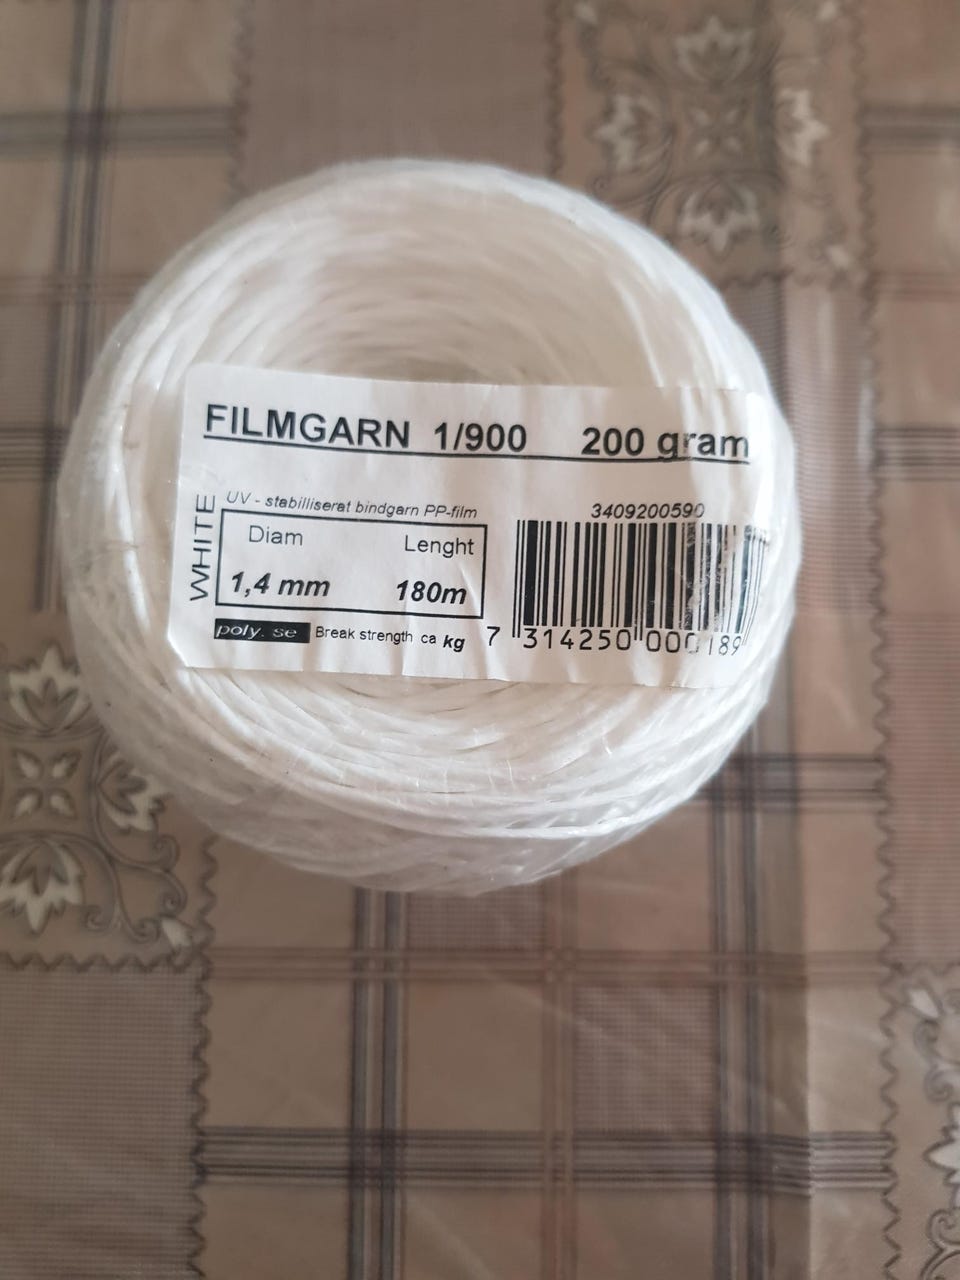 FILMGARN 1/900 200 gram
UV - stabilliserat bindgarn PP-film
3409200590
WHITE
Diam Lenght
1,4 mm 180m
poly. se Break strength ca kg
7 314250 000189